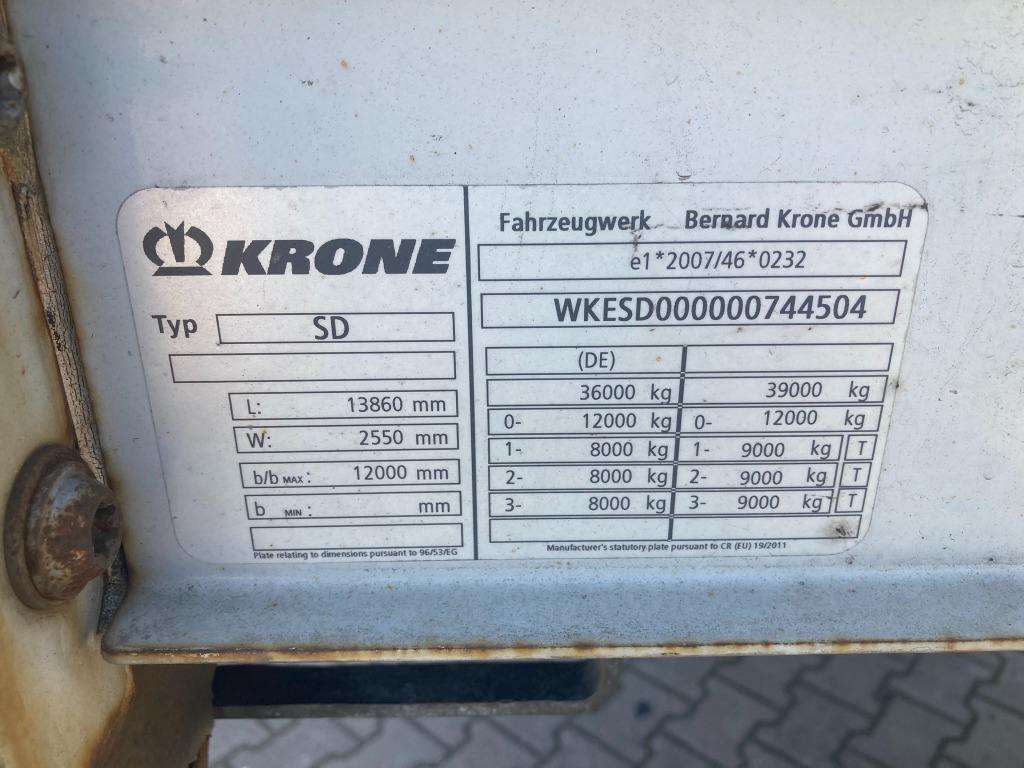 KRONE
Typ SD
L: 13860 mm
W: 2550 mm
b/b MAX : 12000 mm
b MIN : mm
Plate relating to dimensions pursuant to 96/53/EG
Fahrzeugwerk Bernard Krone GmbH
e1*2007/46*0232
WKESD000000744504
(DE)
36000 kg 39000 kg
0- 12000 kg 0- 12000 kg
1- 8000 kg 1- 9000 kg T
2- 8000 kg 2- 9000 kg T
3- 8000 kg 3- 9000 kg T
Manufacturer's statutory plate pursuant to CR (EU) 19/2011